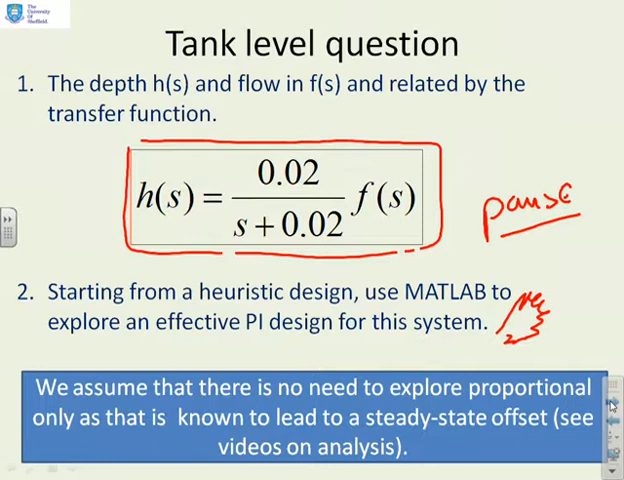 The
University
Of
Sheffield.
Tank level question
1. The depth h(s) and flow in f(s) and related by the
transfer function.
h(s) = 0.02 / (s + 0.02) f(s)
pause
2. Starting from a heuristic design, use MATLAB to
explore an effective PI design for this system.
We assume that there is no need to explore proportional
only as that is known to lead to a steady-state offset (see
videos on analysis).